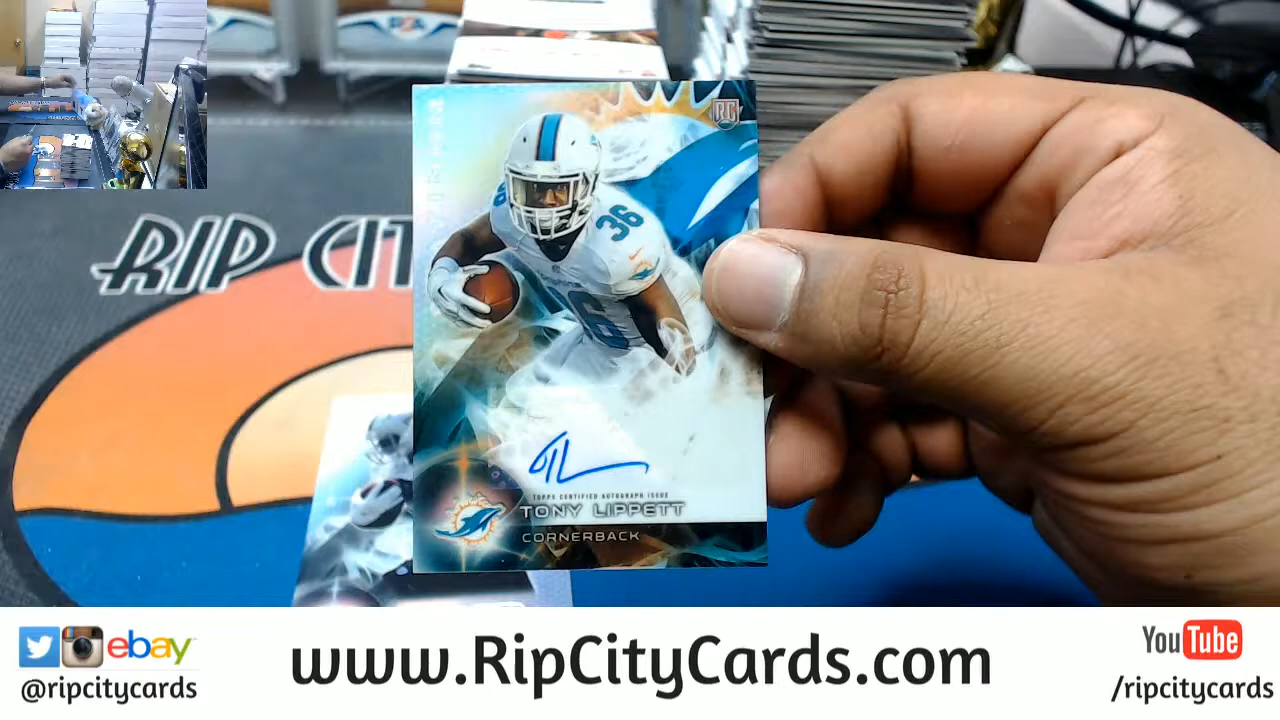 RIP CIT
RC
36
36
TOPPS CERTIFIED AUTOGRAPH ISSUE
TONY LIPPETT
CORNERBACK
ebay
@ripcitycards
www.RipCityCards.com
YouTube
/ripcitycards